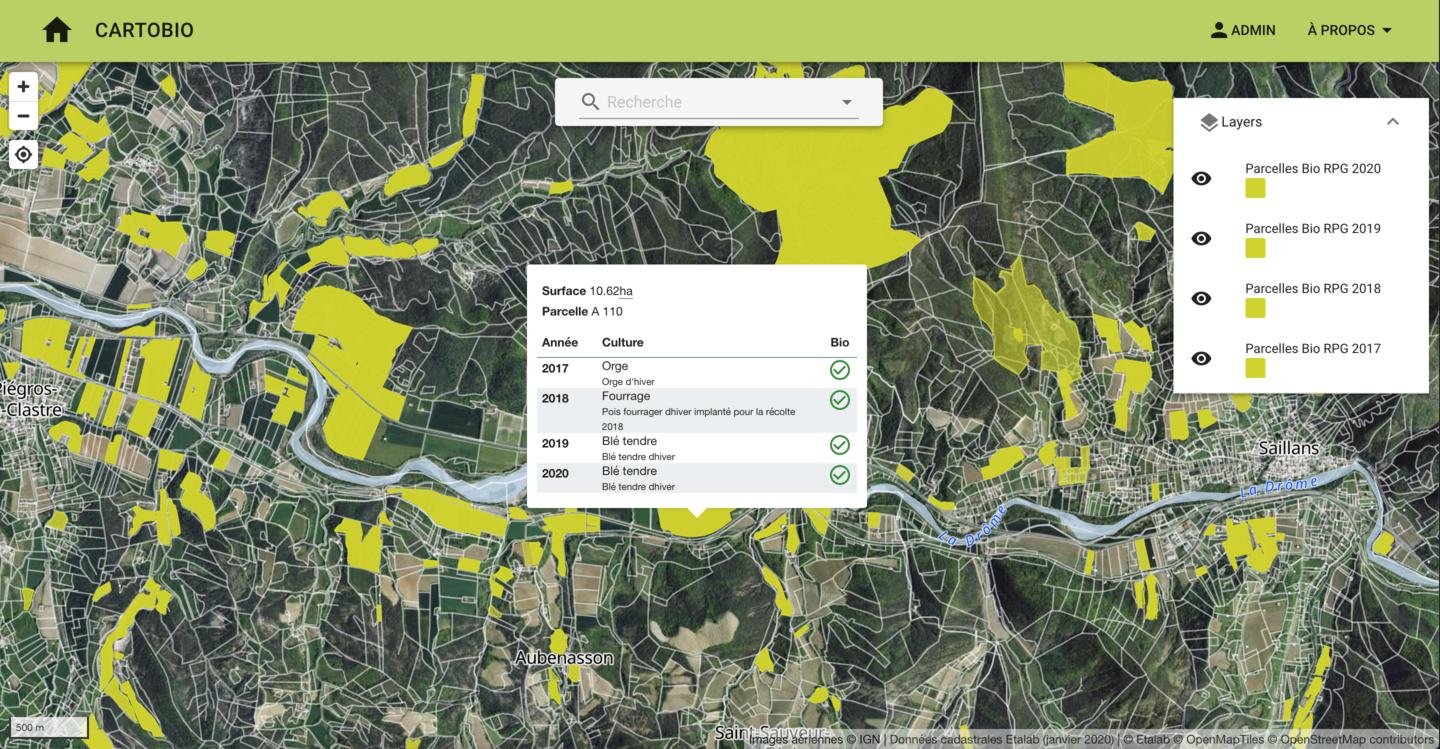 CARTOBIO
ADMIN
À PROPOS
+
−
Recherche
Layers
Parcelles Bio RPG 2020
Parcelles Bio RPG 2019
Parcelles Bio RPG 2018
Parcelles Bio RPG 2017
Surface 10.62ha
Parcelle A 110
Année Culture Bio
2017 Orge
Orge d'hiver
2018 Fourrage
Pois fourrager dhiver implanté pour la récolte
2018
2019 Blé tendre
Blé tendre dhiver
2020 Blé tendre
Blé tendre dhiver
Piégros-
-Clastre
Saillans
La Drôme
La Drôme
Aubenasson
Saint-Sauveur-
500 m
Images aériennes © IGN | Données cadastrales Etalab (janvier 2020) | © Etalab © OpenMapTiles © OpenStreetMap contributors